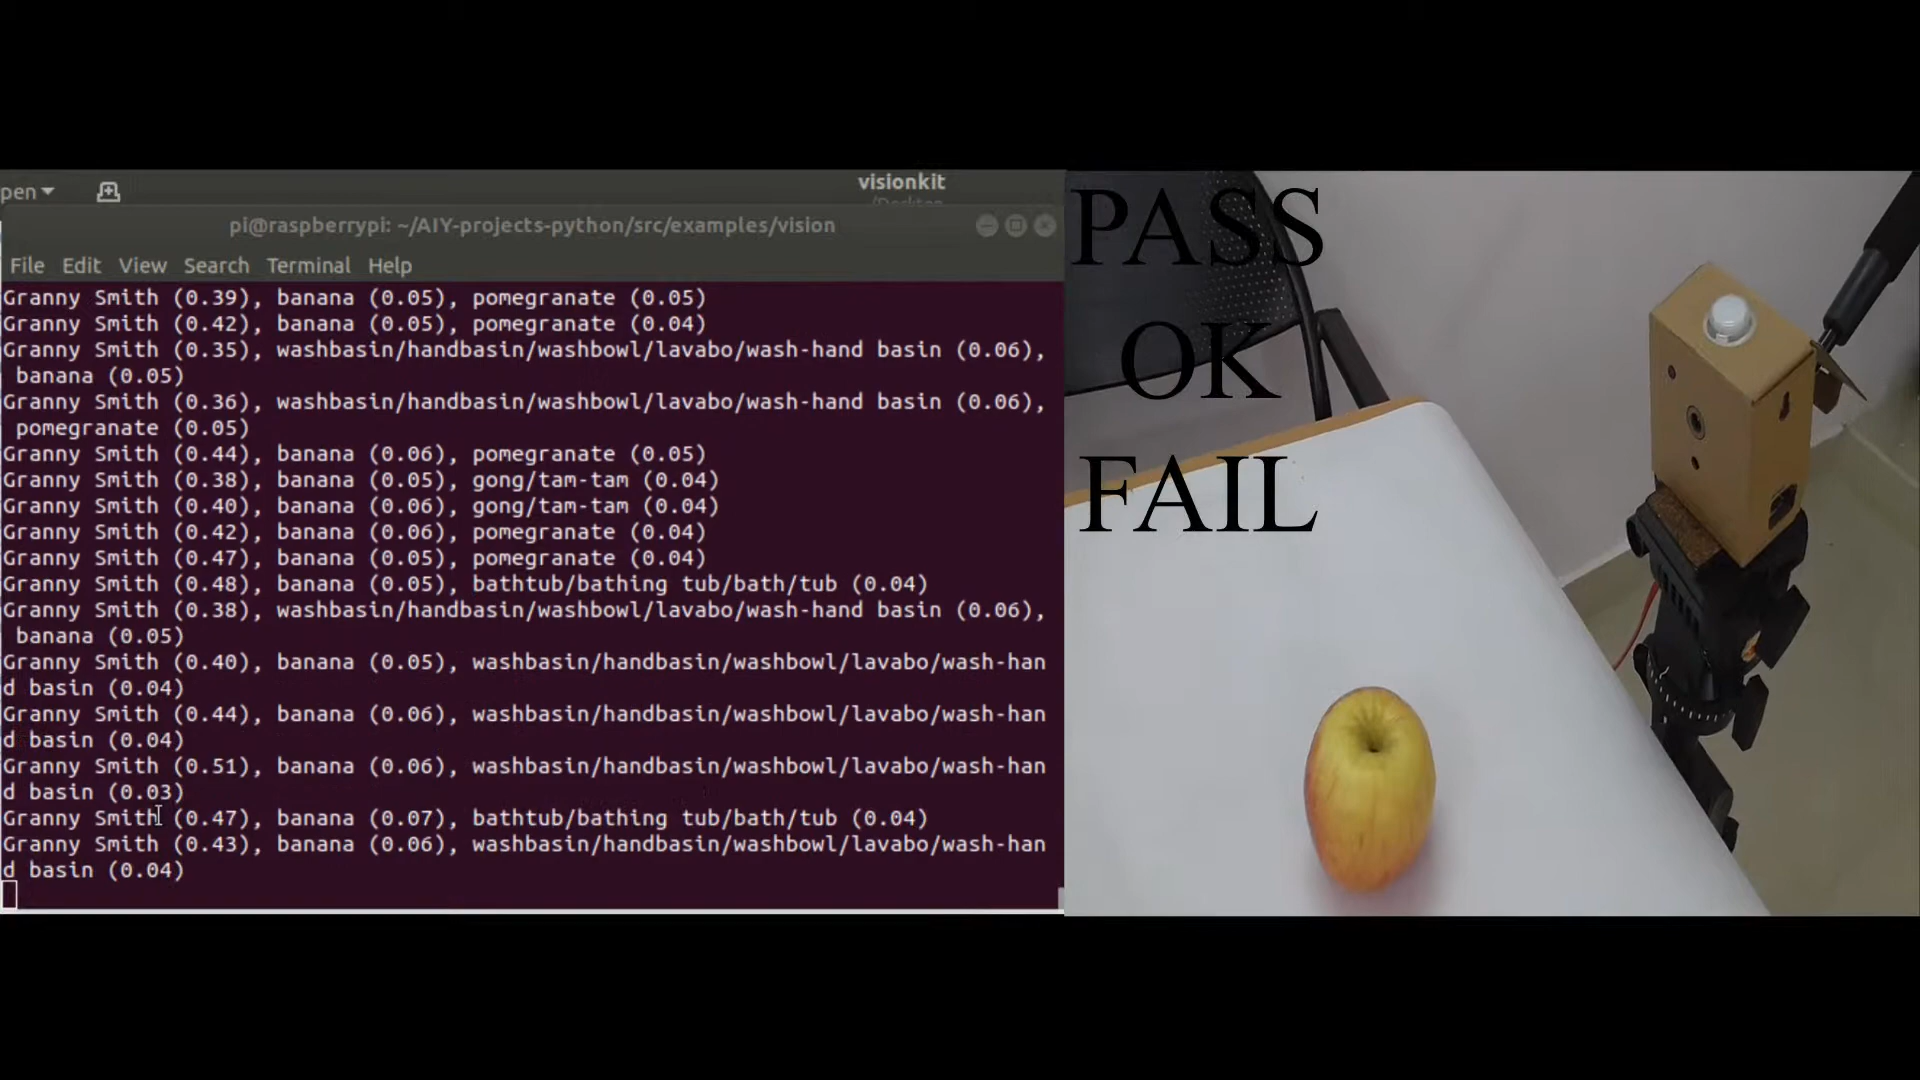 pen
visionkit
pi@raspberrypi: ~/AIY-projects-python/src/examples/vision
File Edit View Search Terminal Help
Granny Smith (0.39), banana (0.05), pomegranate (0.05)
Granny Smith (0.42), banana (0.05), pomegranate (0.04)
Granny Smith (0.35), washbasin/handbasin/washbowl/lavabo/wash-hand basin (0.06),
banana (0.05)
Granny Smith (0.36), washbasin/handbasin/washbowl/lavabo/wash-hand basin (0.06),
pomegranate (0.05)
Granny Smith (0.44), banana (0.06), pomegranate (0.05)
Granny Smith (0.38), banana (0.05), gong/tam-tam (0.04)
Granny Smith (0.40), banana (0.06), gong/tam-tam (0.04)
Granny Smith (0.42), banana (0.06), pomegranate (0.04)
Granny Smith (0.47), banana (0.05), pomegranate (0.04)
Granny Smith (0.48), banana (0.05), bathtub/bathing tub/bath/tub (0.04)
Granny Smith (0.38), washbasin/handbasin/washbowl/lavabo/wash-hand basin (0.06),
banana (0.05)
Granny Smith (0.40), banana (0.05), washbasin/handbasin/washbowl/lavabo/wash-han
d basin (0.04)
Granny Smith (0.44), banana (0.06), washbasin/handbasin/washbowl/lavabo/wash-han
d basin (0.04)
Granny Smith (0.51), banana (0.06), washbasin/handbasin/washbowl/lavabo/wash-han
d basin (0.03)
Granny Smith (0.47), banana (0.07), bathtub/bathing tub/bath/tub (0.04)
Granny Smith (0.43), banana (0.06), washbasin/handbasin/washbowl/lavabo/wash-han
d basin (0.04)
PASS
OK
FAIL